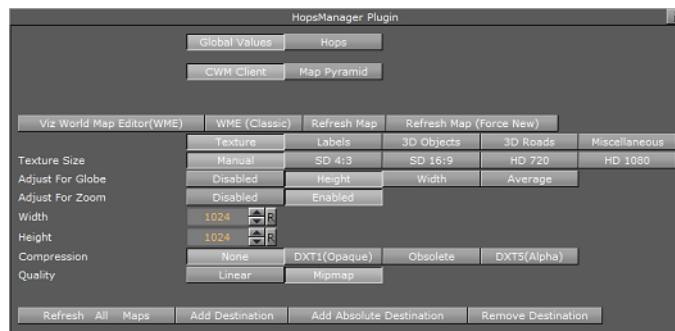 HopsManager Plugin
Global Values Hops
CWM Client Map Pyramid
Viz World Map Editor(WME) WME (Classic) Refresh Map Refresh Map (Force New)
Texture Labels 3D Objects 3D Roads Miscellaneous
Texture Size Manual SD 4:3 SD 16:9 HD 720 HD 1080
Adjust For Globe Disabled Height Width Average
Adjust For Zoom Disabled Enabled
Width 1024 R
Height 1024 R
Compression None DXT1(Opaque) Obsolete DXT5(Alpha)
Quality Linear Mipmap
Refresh All Maps Add Destination Add Absolute Destination Remove Destination